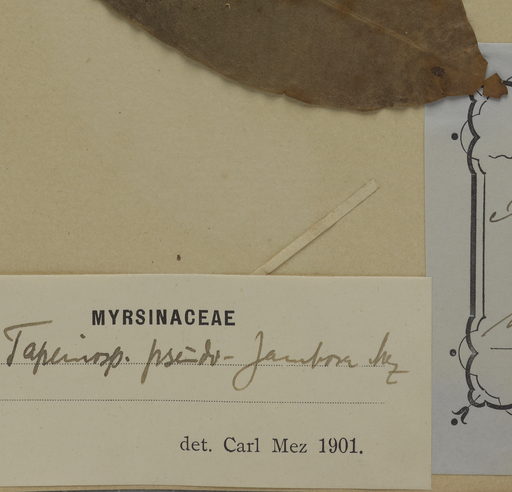 MYRSINACEAE
Tapeinosp. pseudo-Jambosa Mez
det. Carl Mez 1901.